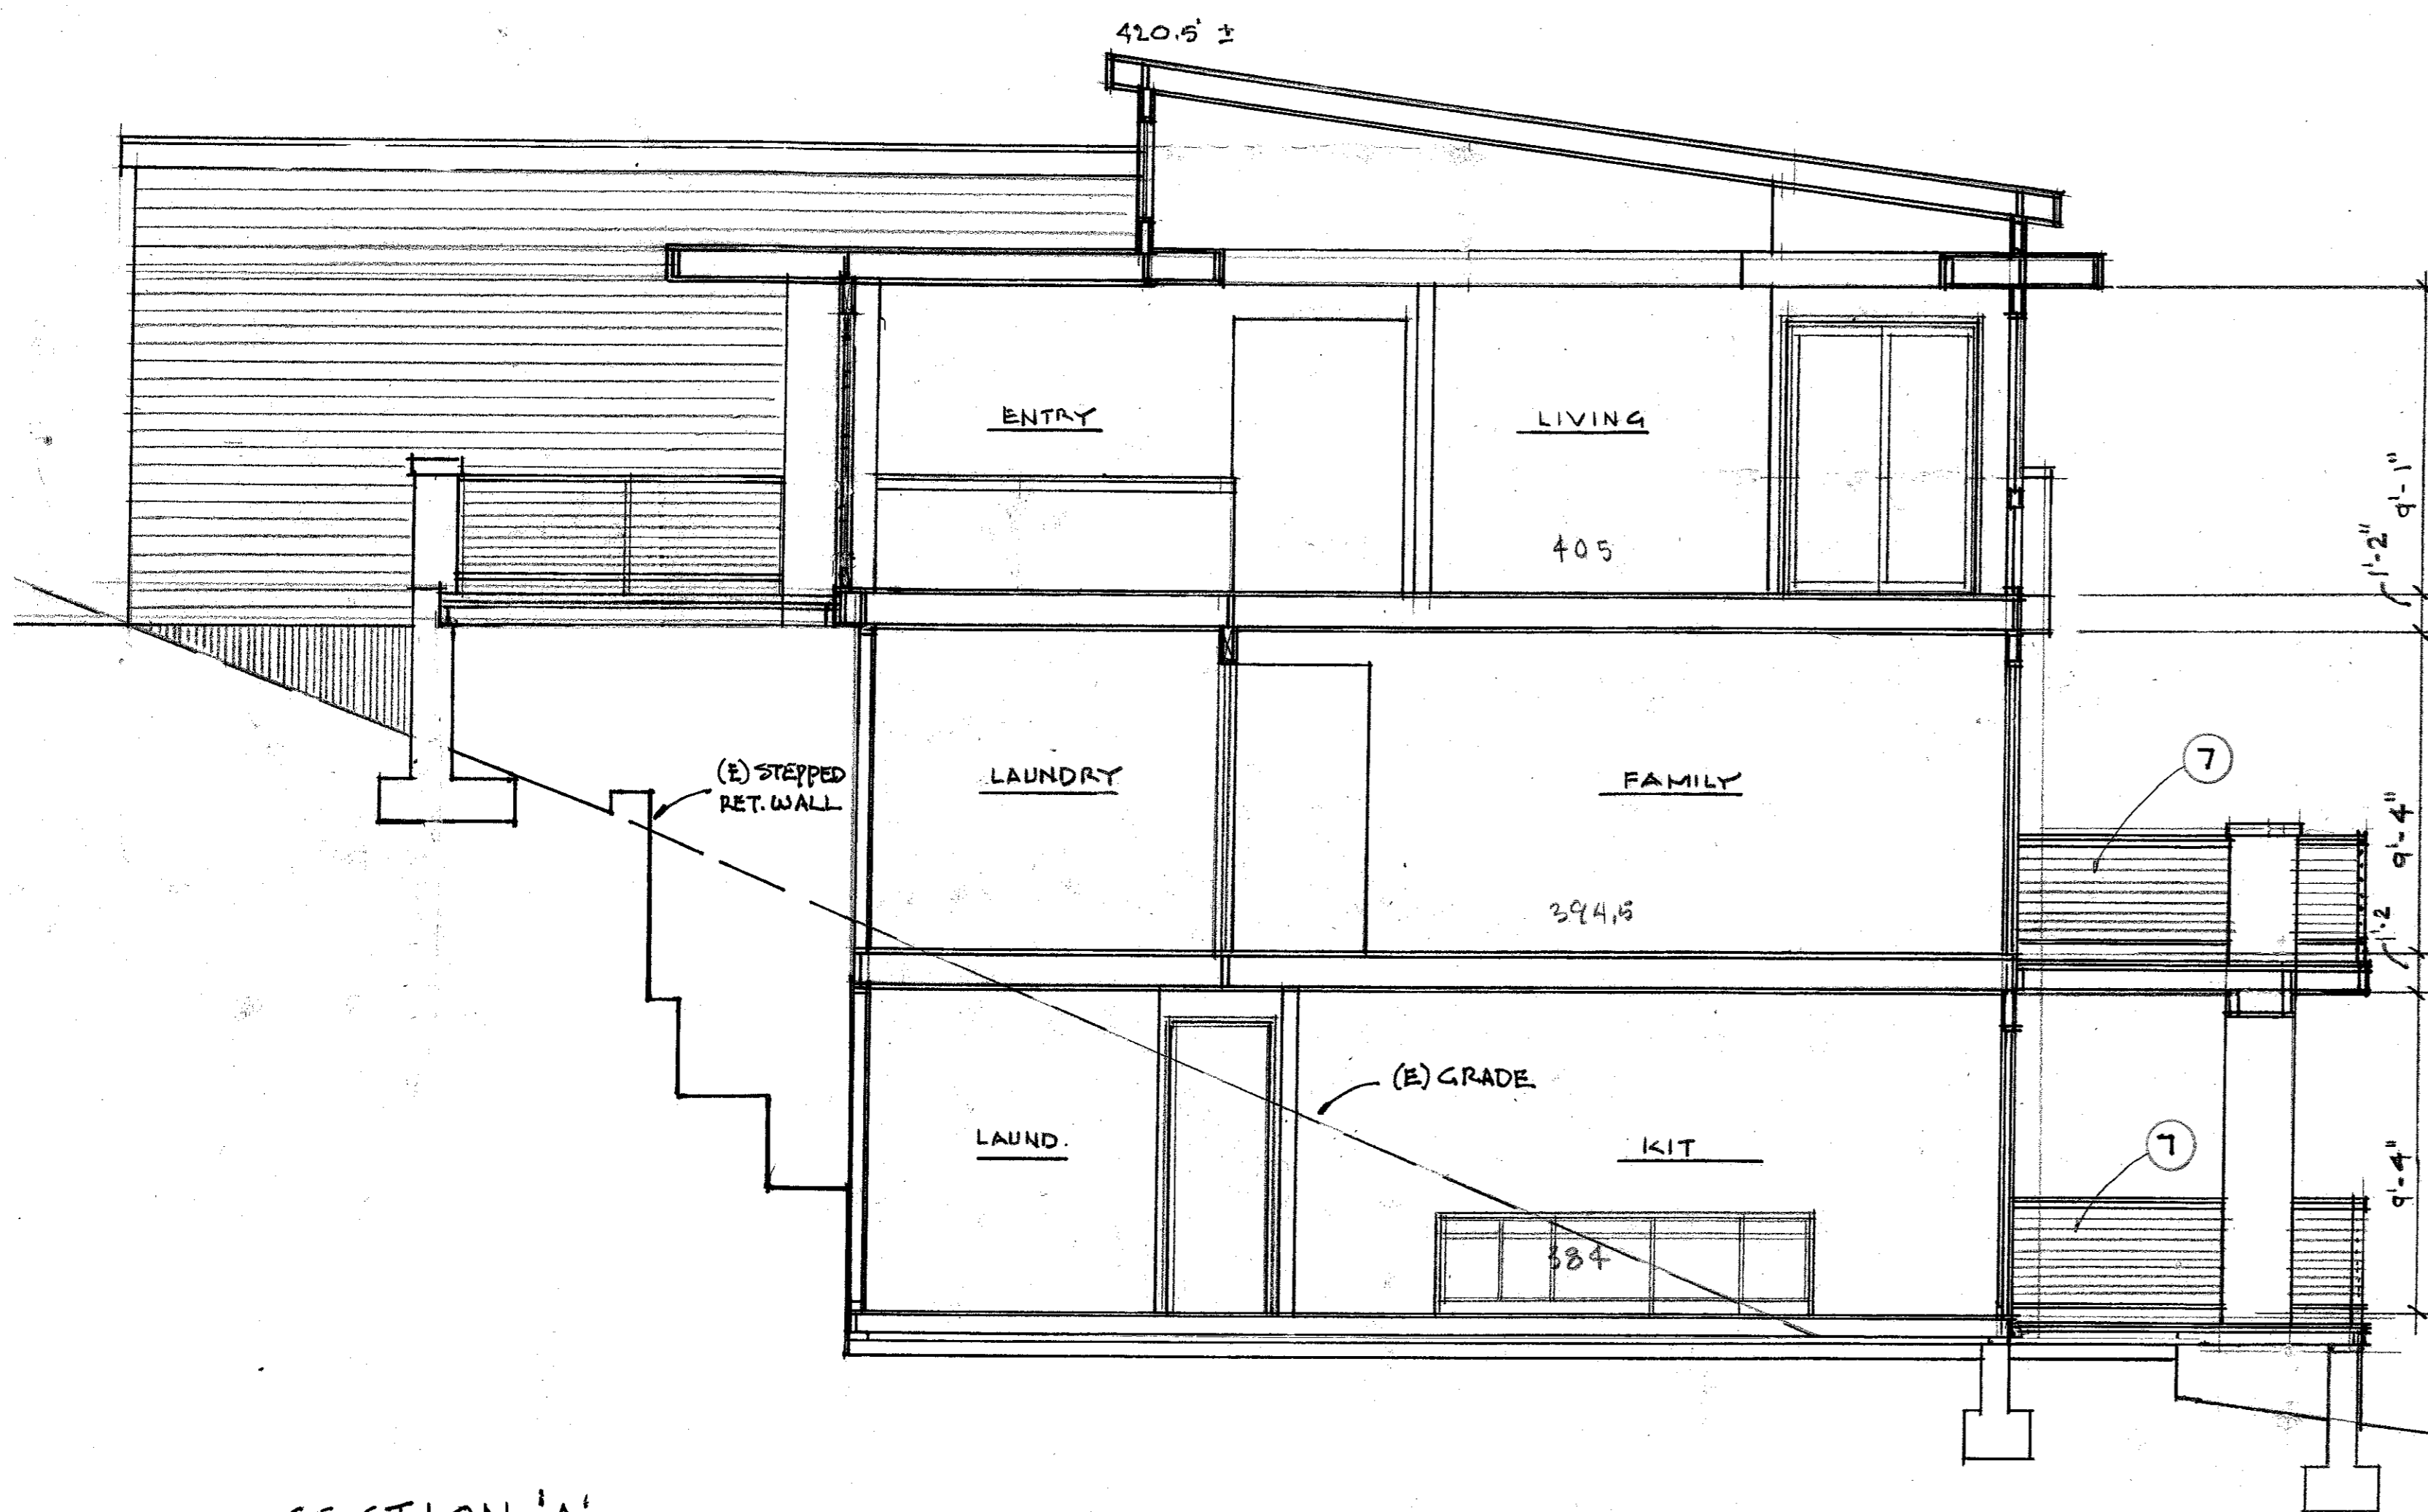 420.5' ±
ENTRY
LIVING
405
9'-1"
1'-2"
(E) STEPPED
RET. WALL
LAUNDRY
FAMILY
394.5
7
9'-4"
1'-2
(E) GRADE
LAUND.
KIT
384
7
9'-4"
SECTION 'A'